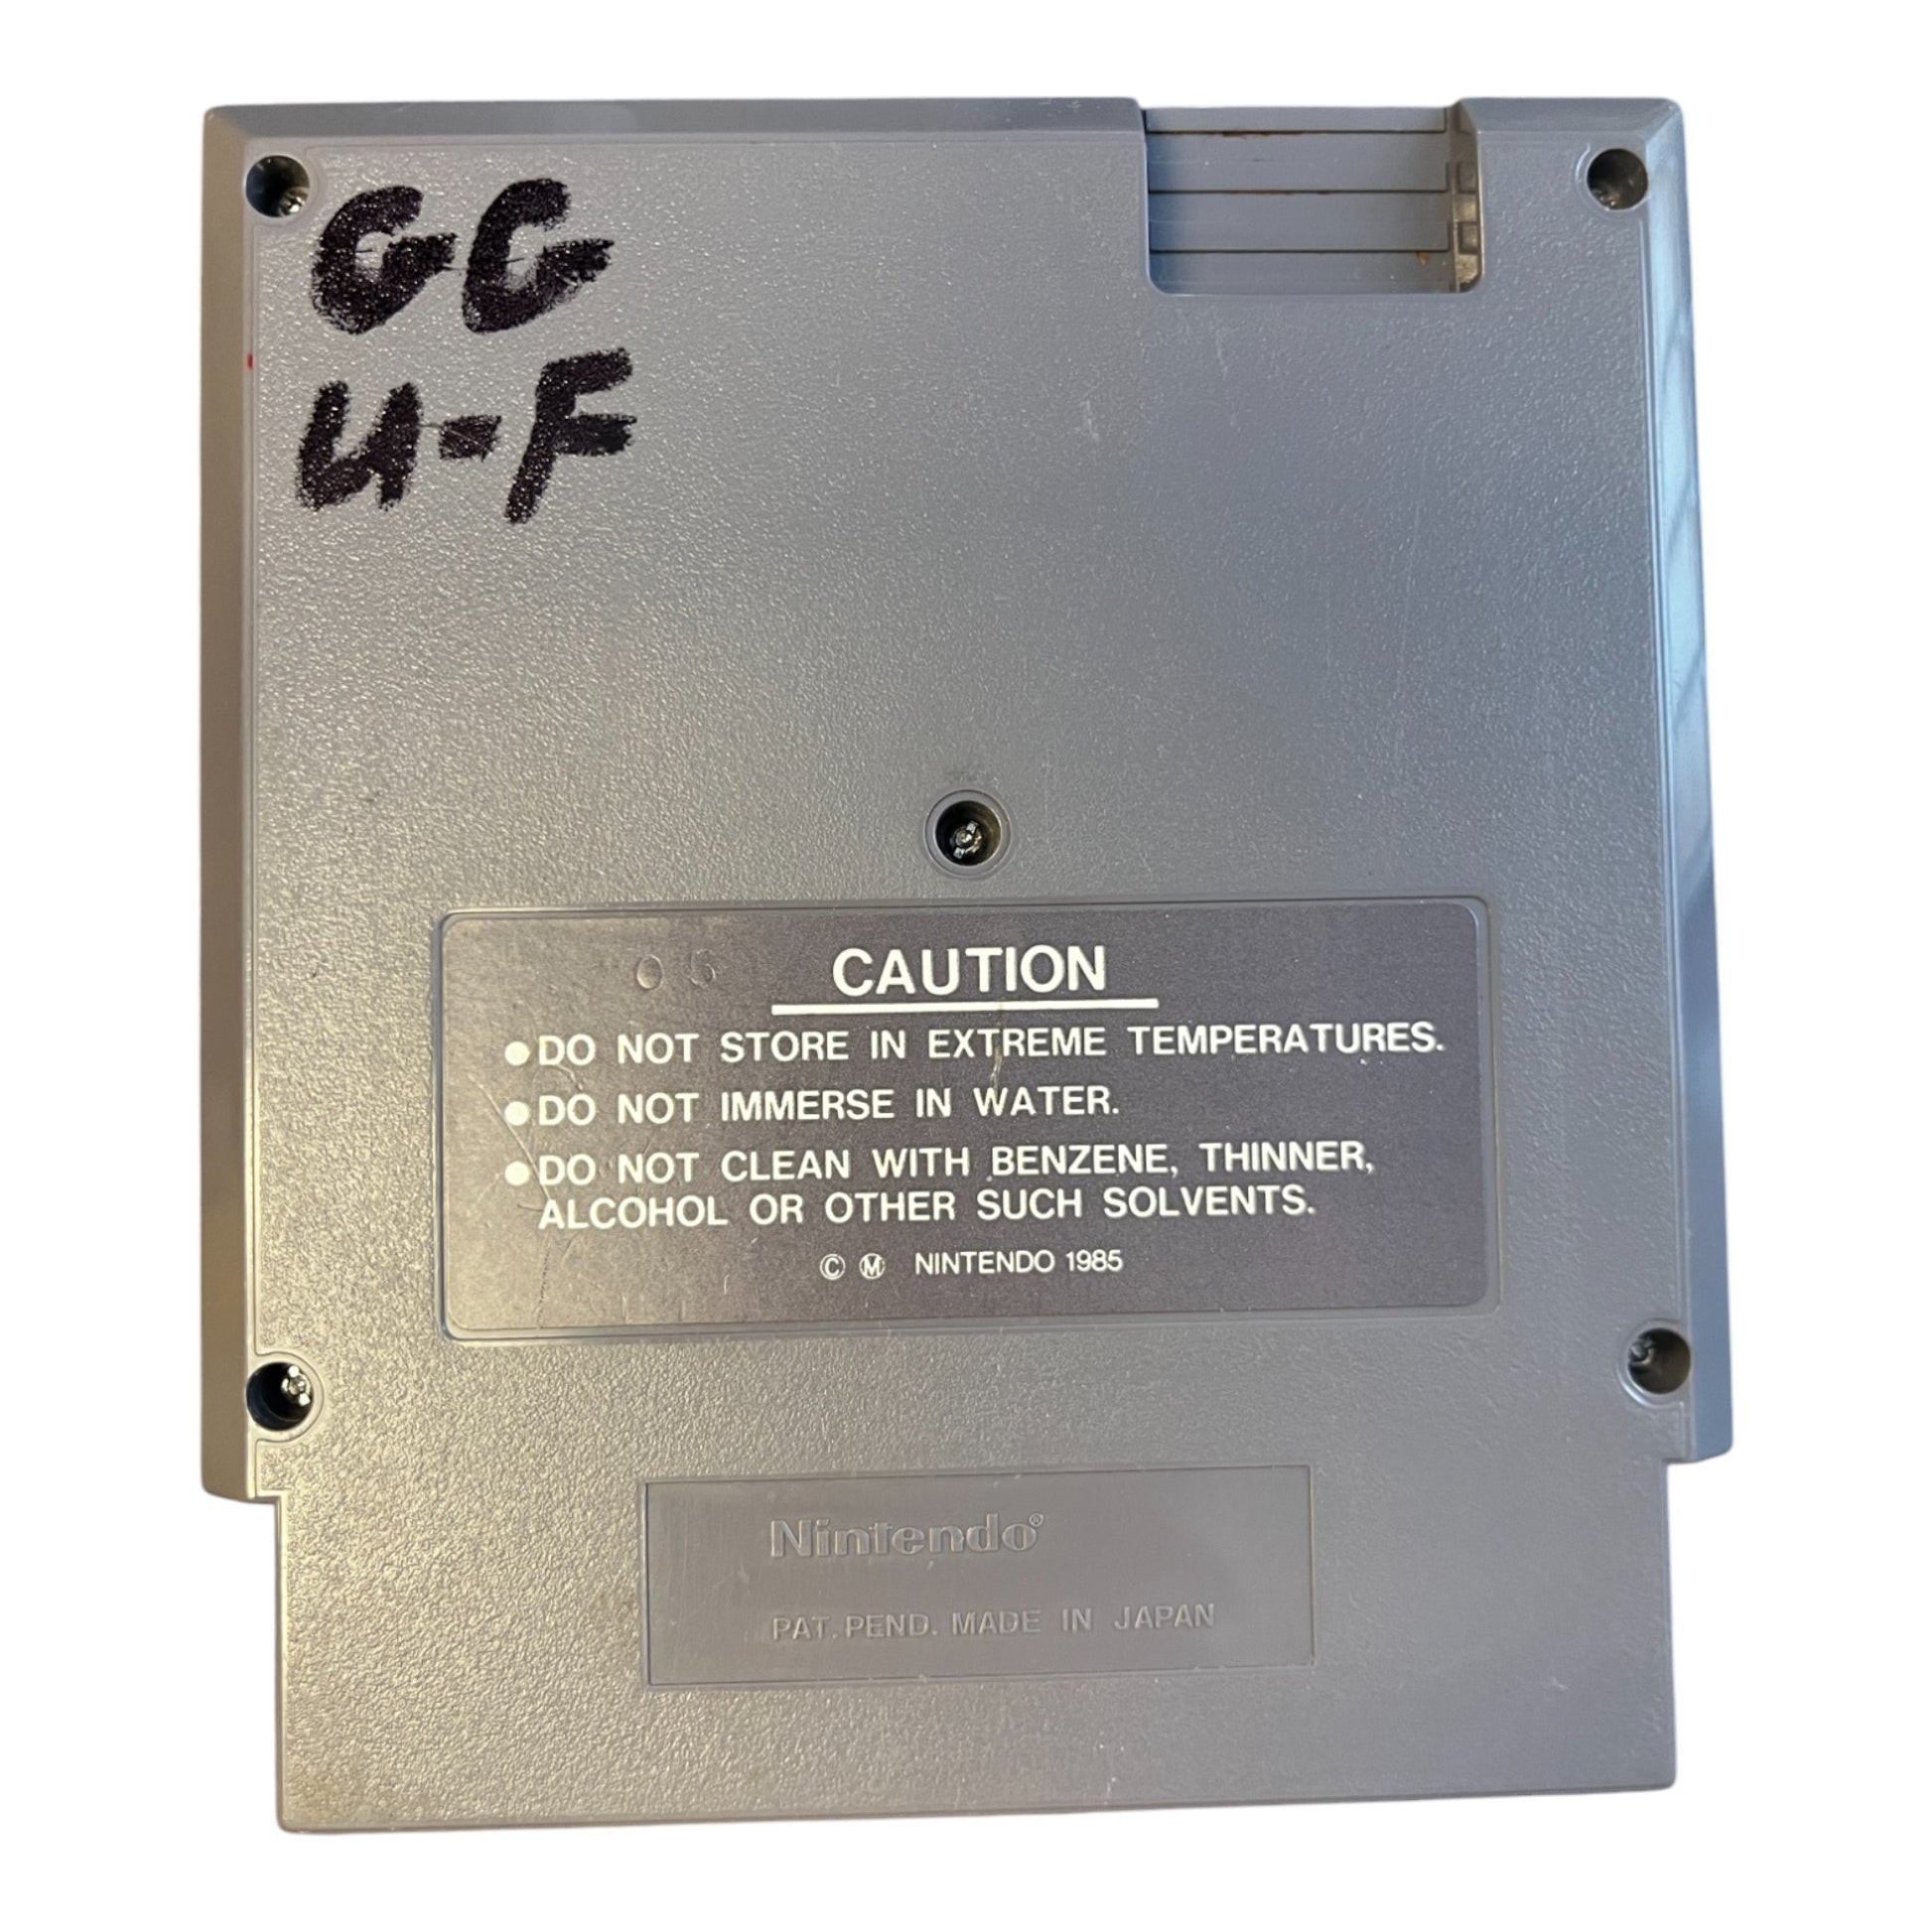 GG
U-F
06 CAUTION
●DO NOT STORE IN EXTREME TEMPERATURES.
●DO NOT IMMERSE IN WATER.
●DO NOT CLEAN WITH BENZENE, THINNER,
ALCOHOL OR OTHER SUCH SOLVENTS.
© Ⓜ NINTENDO 1985
Nintendo®
PAT. PEND. MADE IN JAPAN